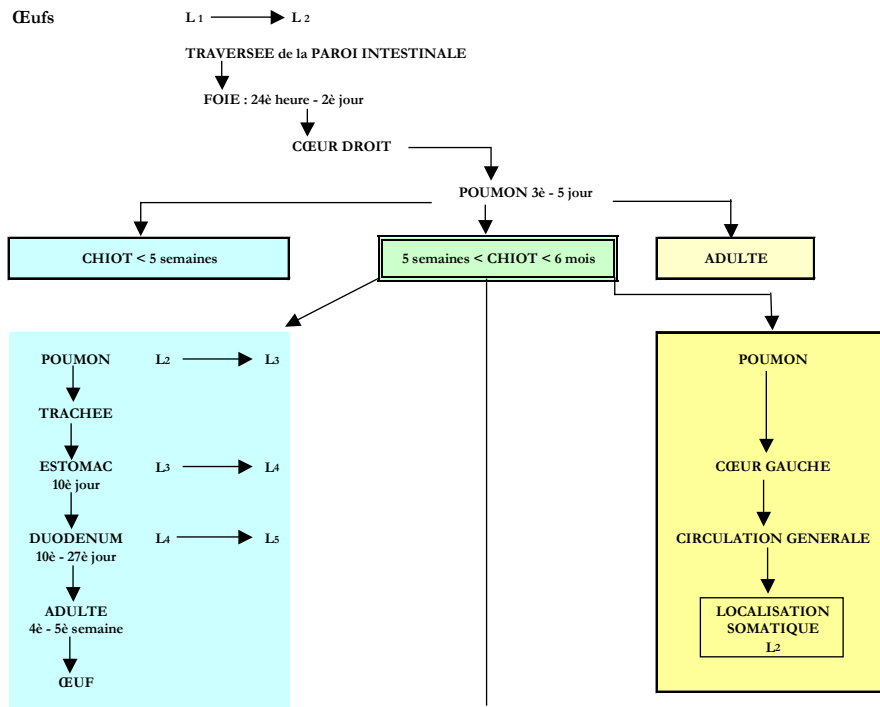 Œufs L1 L2
TRAVERSEE de la PAROI INTESTINALE
FOIE : 24è heure - 2è jour
CŒUR DROIT
POUMON 3è - 5 jour
CHIOT < 5 semaines
5 semaines < CHIOT < 6 mois
ADULTE
POUMON L2 L3
TRACHEE
ESTOMAC L3 L4
10è jour
DUODENUM L4 L5
10è - 27è jour
ADULTE
4è - 5è semaine
ŒUF
POUMON
CŒUR GAUCHE
CIRCULATION GENERALE
LOCALISATION
SOMATIQUE
L2